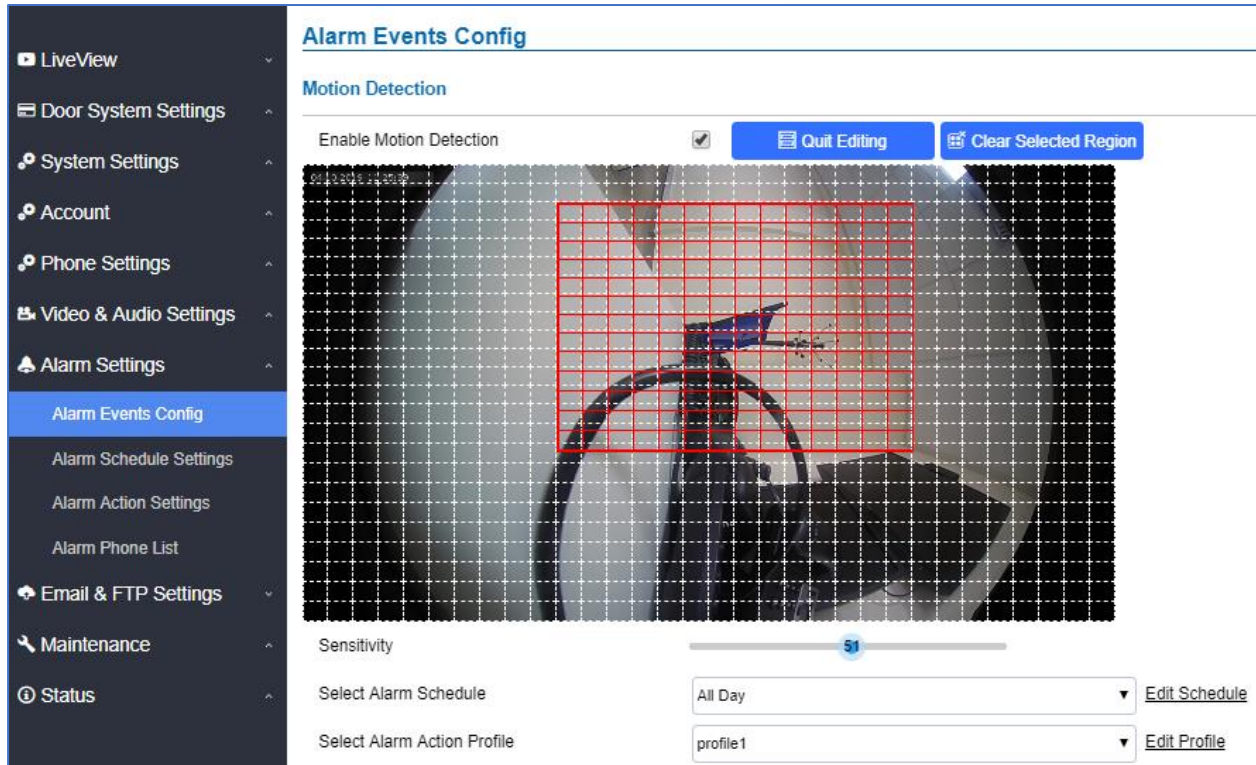 Alarm Events Config
LiveView
Motion Detection
Door System Settings
Enable Motion Detection
Quit Editing
Clear Selected Region
System Settings
Account
Phone Settings
Video & Audio Settings
Alarm Settings
Alarm Events Config
Alarm Schedule Settings
Alarm Action Settings
Alarm Phone List
Email & FTP Settings
Maintenance
Status
Sensitivity
51
Select Alarm Schedule
All Day
Edit Schedule
Select Alarm Action Profile
profile1
Edit Profile